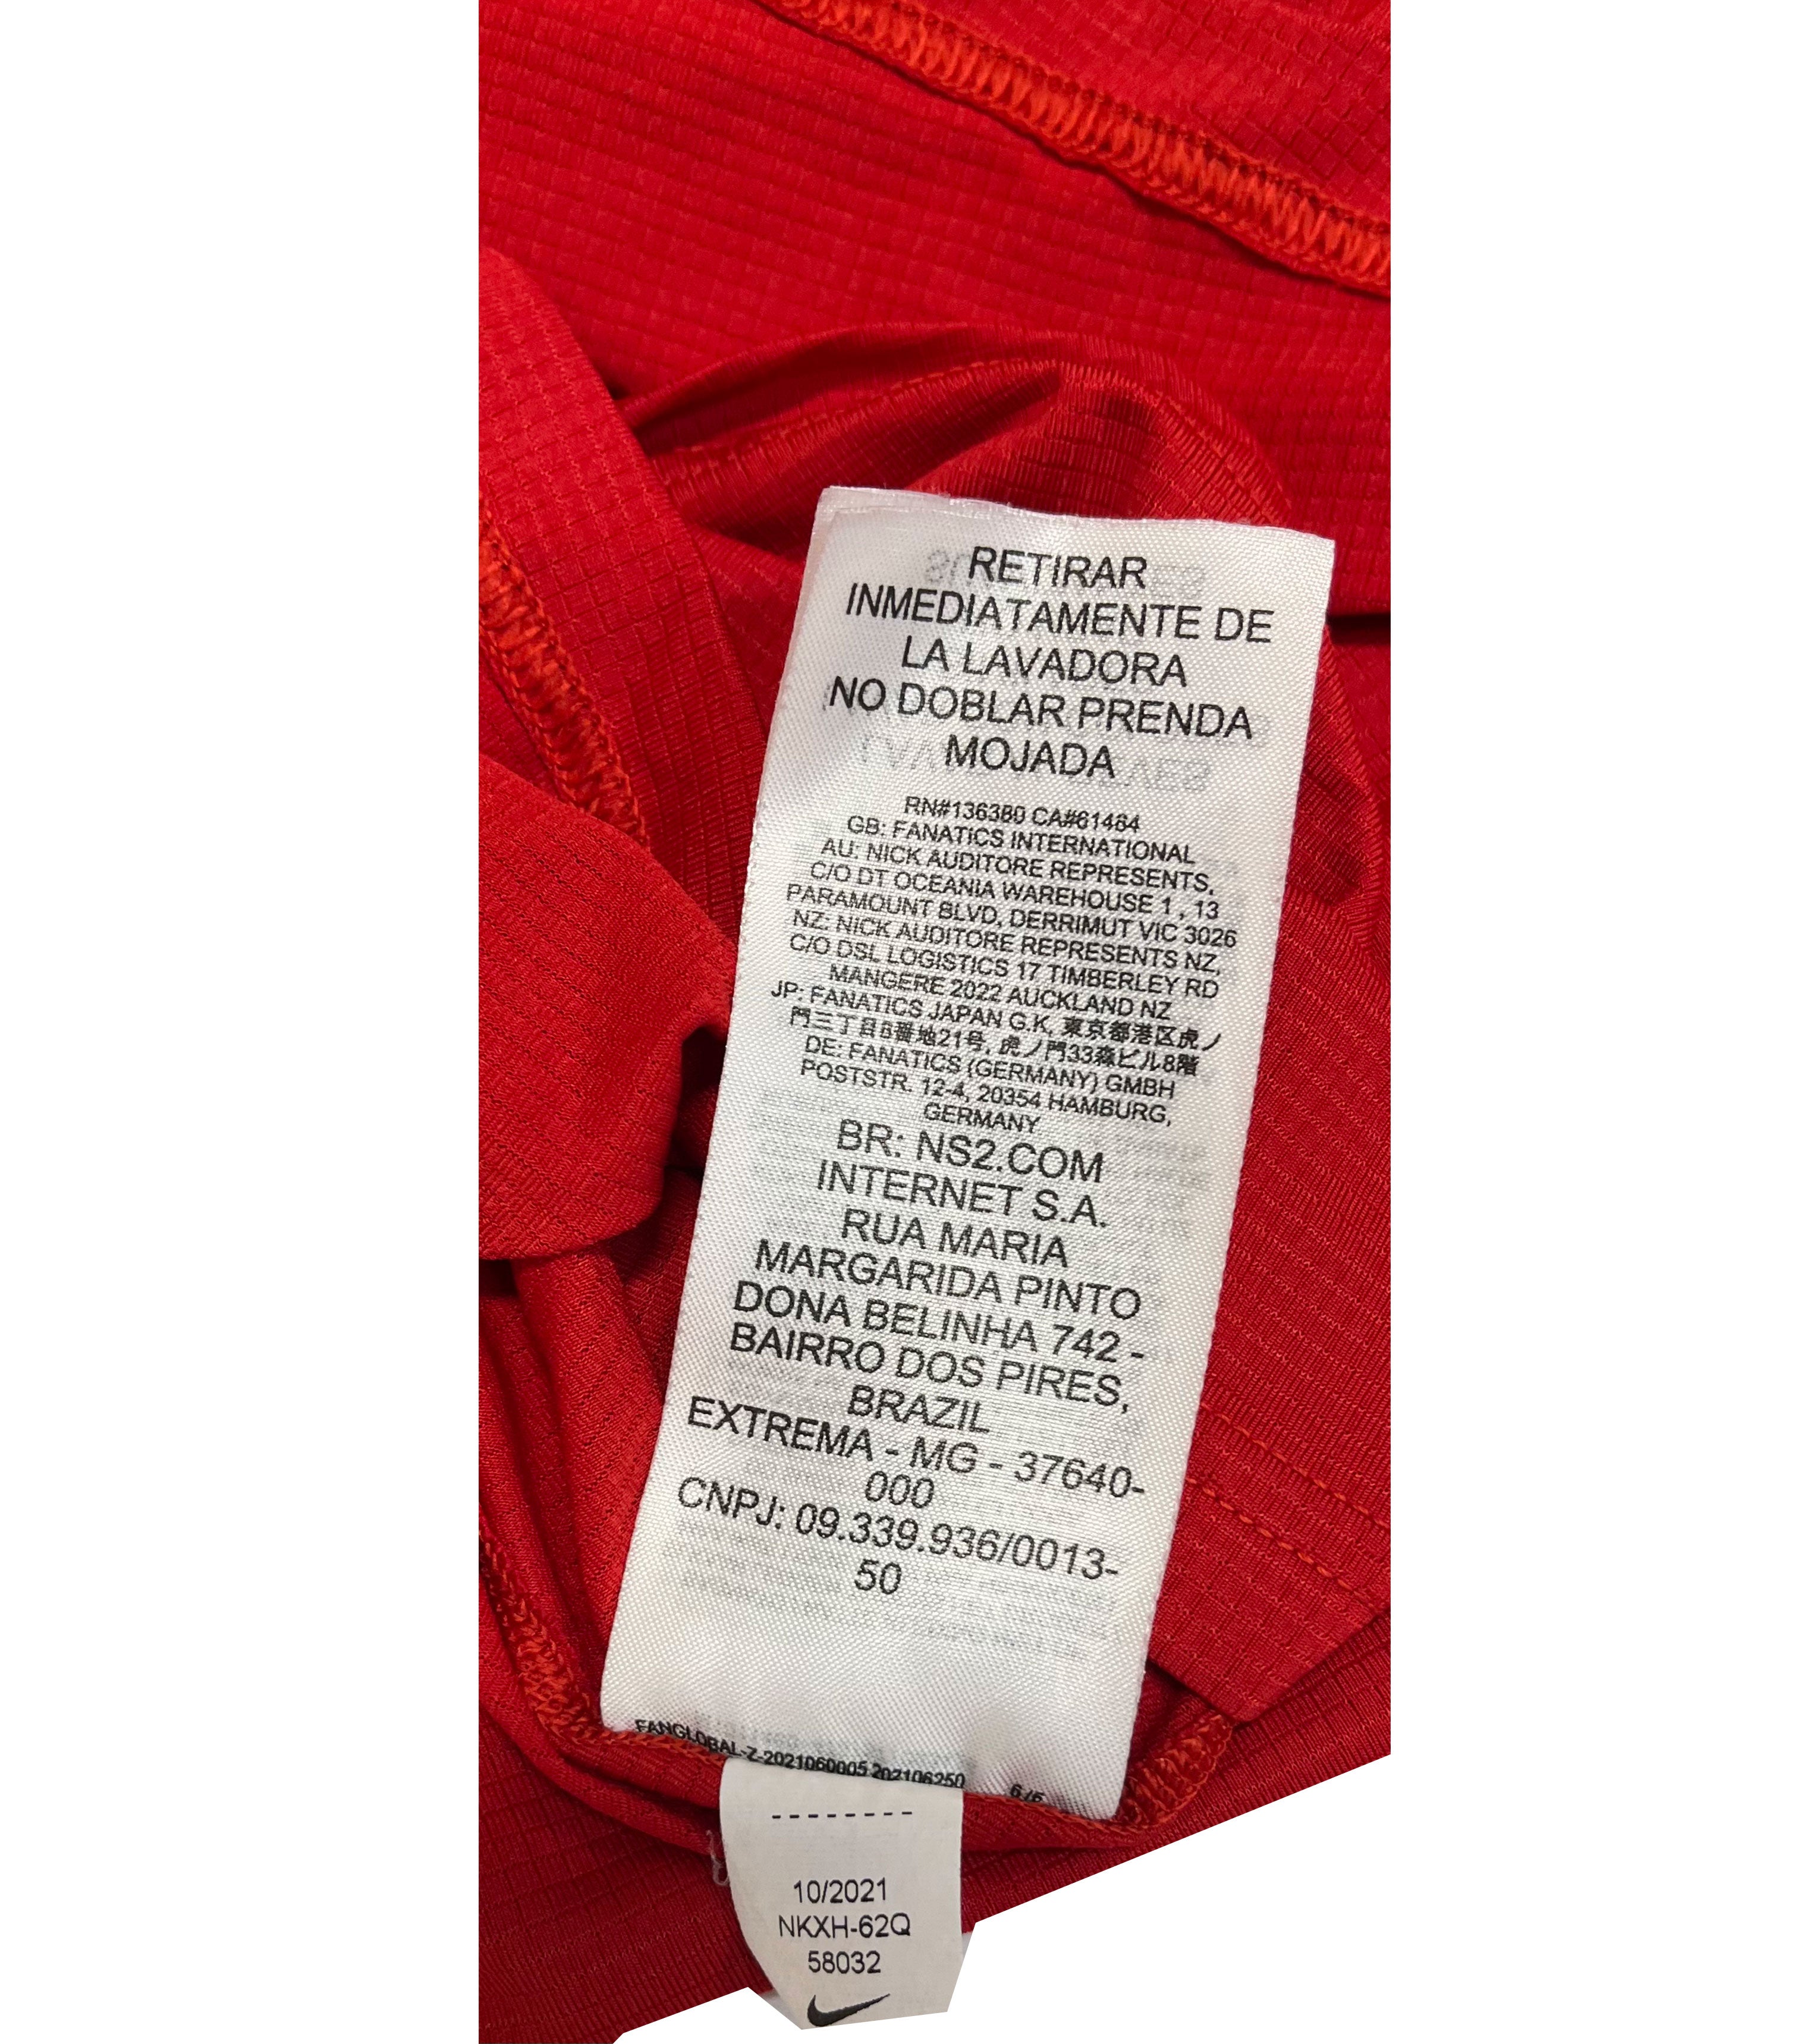 RETIRAR
INMEDIATAMENTE DE
LA LAVADORA
NO DOBLAR PRENDA
MOJADA
RN#136380 CA#61464
GB: FANATICS INTERNATIONAL
AU: NICK AUDITORE REPRESENTS,
C/O DT OCEANIA WAREHOUSE 1 , 13
PARAMOUNT BLVD, DERRIMUT VIC 3026
NZ: NICK AUDITORE REPRESENTS NZ,
C/O DSL LOGISTICS 17 TIMBERLEY RD
MANGERE 2022 AUCKLAND NZ
JP: FANATICS JAPAN G.K, 東京都港区虎ノ
門三丁目8番地21号, 虎ノ門33森ビル8階
DE: FANATICS (GERMANY) GMBH
POSTSTR. 12-4, 20354 HAMBURG,
GERMANY
BR: NS2.COM
INTERNET S.A.
RUA MARIA
MARGARIDA PINTO
DONA BELINHA 742 -
BAIRRO DOS PIRES,
BRAZIL
EXTREMA - MG - 37640-
000
CNPJ: 09.339.936/0013-
50
FANGLOBAL-Z-2021060005 202106250 6/6
10/2021
NKXH-62Q
58032